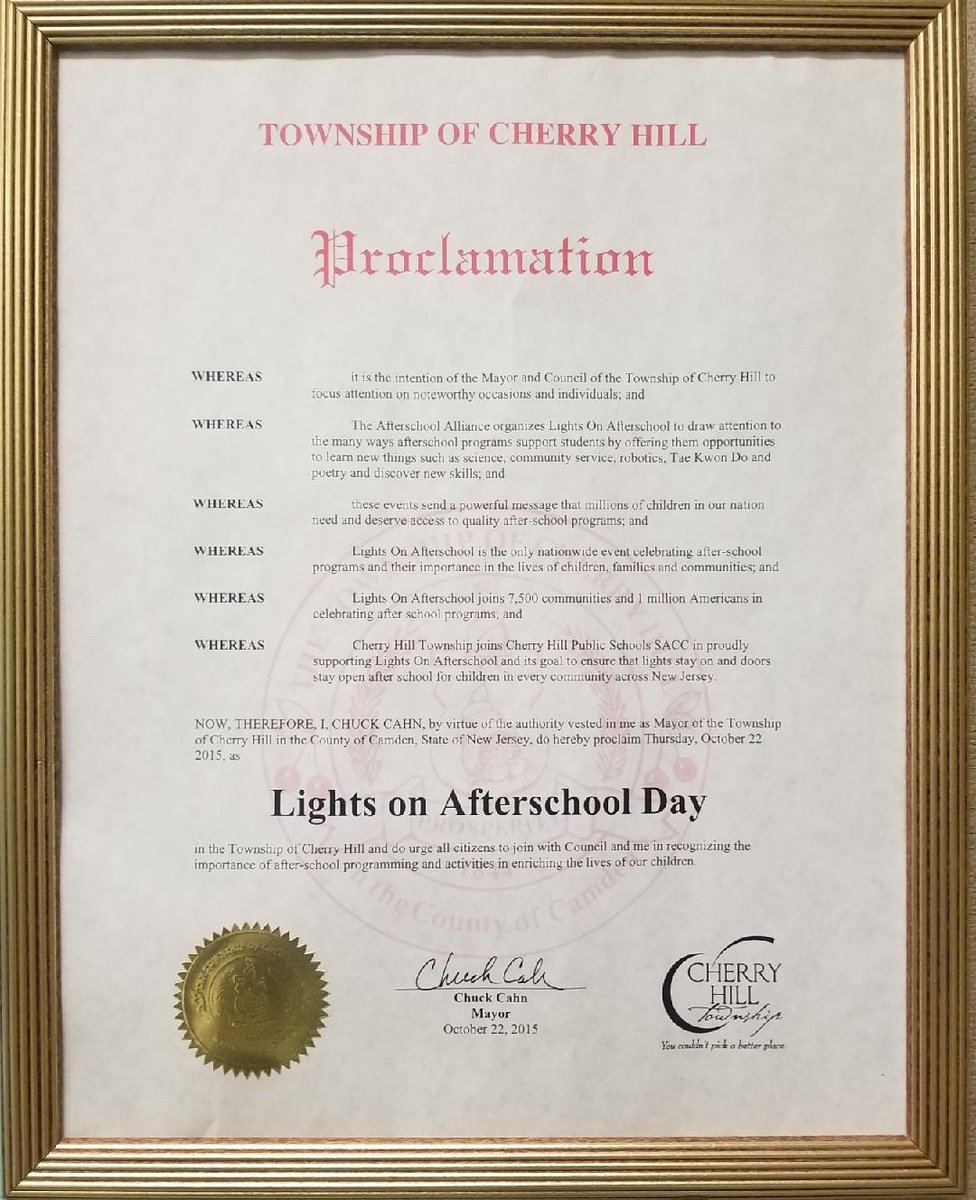 TOWNSHIP OF CHERRY HILL
Proclamation
WHEREAS it is the intention of the Mayor and Council of the Township of Cherry Hill to
focus attention on noteworthy occasions and individuals; and
WHEREAS The Afterschool Alliance organizes Lights On Afterschool to draw attention to
the many ways afterschool programs support students by offering them opportunities
to learn new things such as science, community service, robotics, Tae Kwon Do and
poetry and discover new skills; and
WHEREAS these events send a powerful message that millions of children in our nation
need and deserve access to quality after-school programs; and
WHEREAS Lights On Afterschool is the only nationwide event celebrating after-school
programs and their importance in the lives of children, families and communities; and
WHEREAS Lights On Afterschool joins 7,500 communities and 1 million Americans in
celebrating after school programs; and
WHEREAS Cherry Hill Township joins Cherry Hill Public Schools SACC in proudly
supporting Lights On Afterschool and its goal to ensure that lights stay on and doors
stay open after school for children in every community across New Jersey.
NOW, THEREFORE, I, CHUCK CAHN, by virtue of the authority vested in me as Mayor of the Township
of Cherry Hill in the County of Camden, State of New Jersey, do hereby proclaim Thursday, October 22
2015, as
Lights on Afterschool Day
in the Township of Cherry Hill and do urge all citizens to join with Council and me in recognizing the
importance of after-school programming and activities in enriching the lives of our children.
Chuck Cahn
Chuck Cahn
Mayor
October 22, 2015
CHERRY
HILL
Township
You couldn't pick a better place.